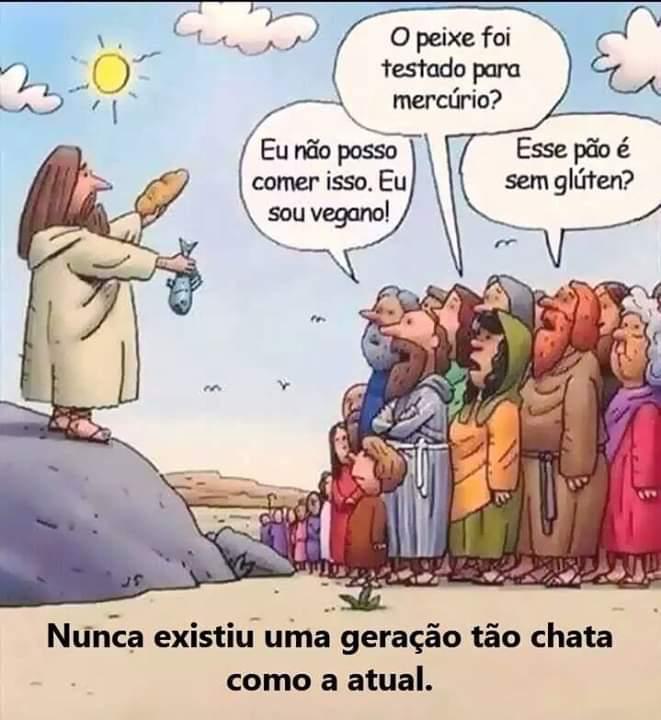 O peixe foi
testado para
mercúrio?
Eu não posso
comer isso. Eu
sou vegano!
Esse pão é
sem glúten?
JS
Nunca existiu uma geração tão chata
como a atual.